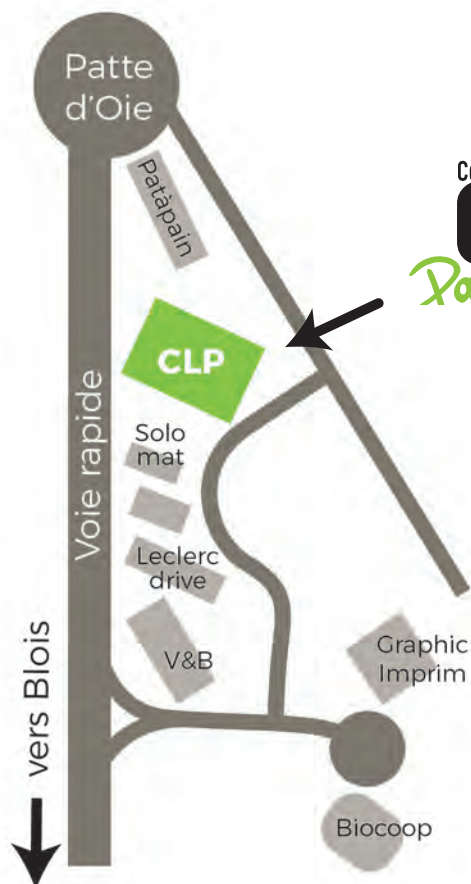 Patte
d'Oie
Patàpain
CLP
Voie rapide
Solo
mat
Leclerc
drive
V&B
vers Blois
Graphic
Imprim
Biocoop